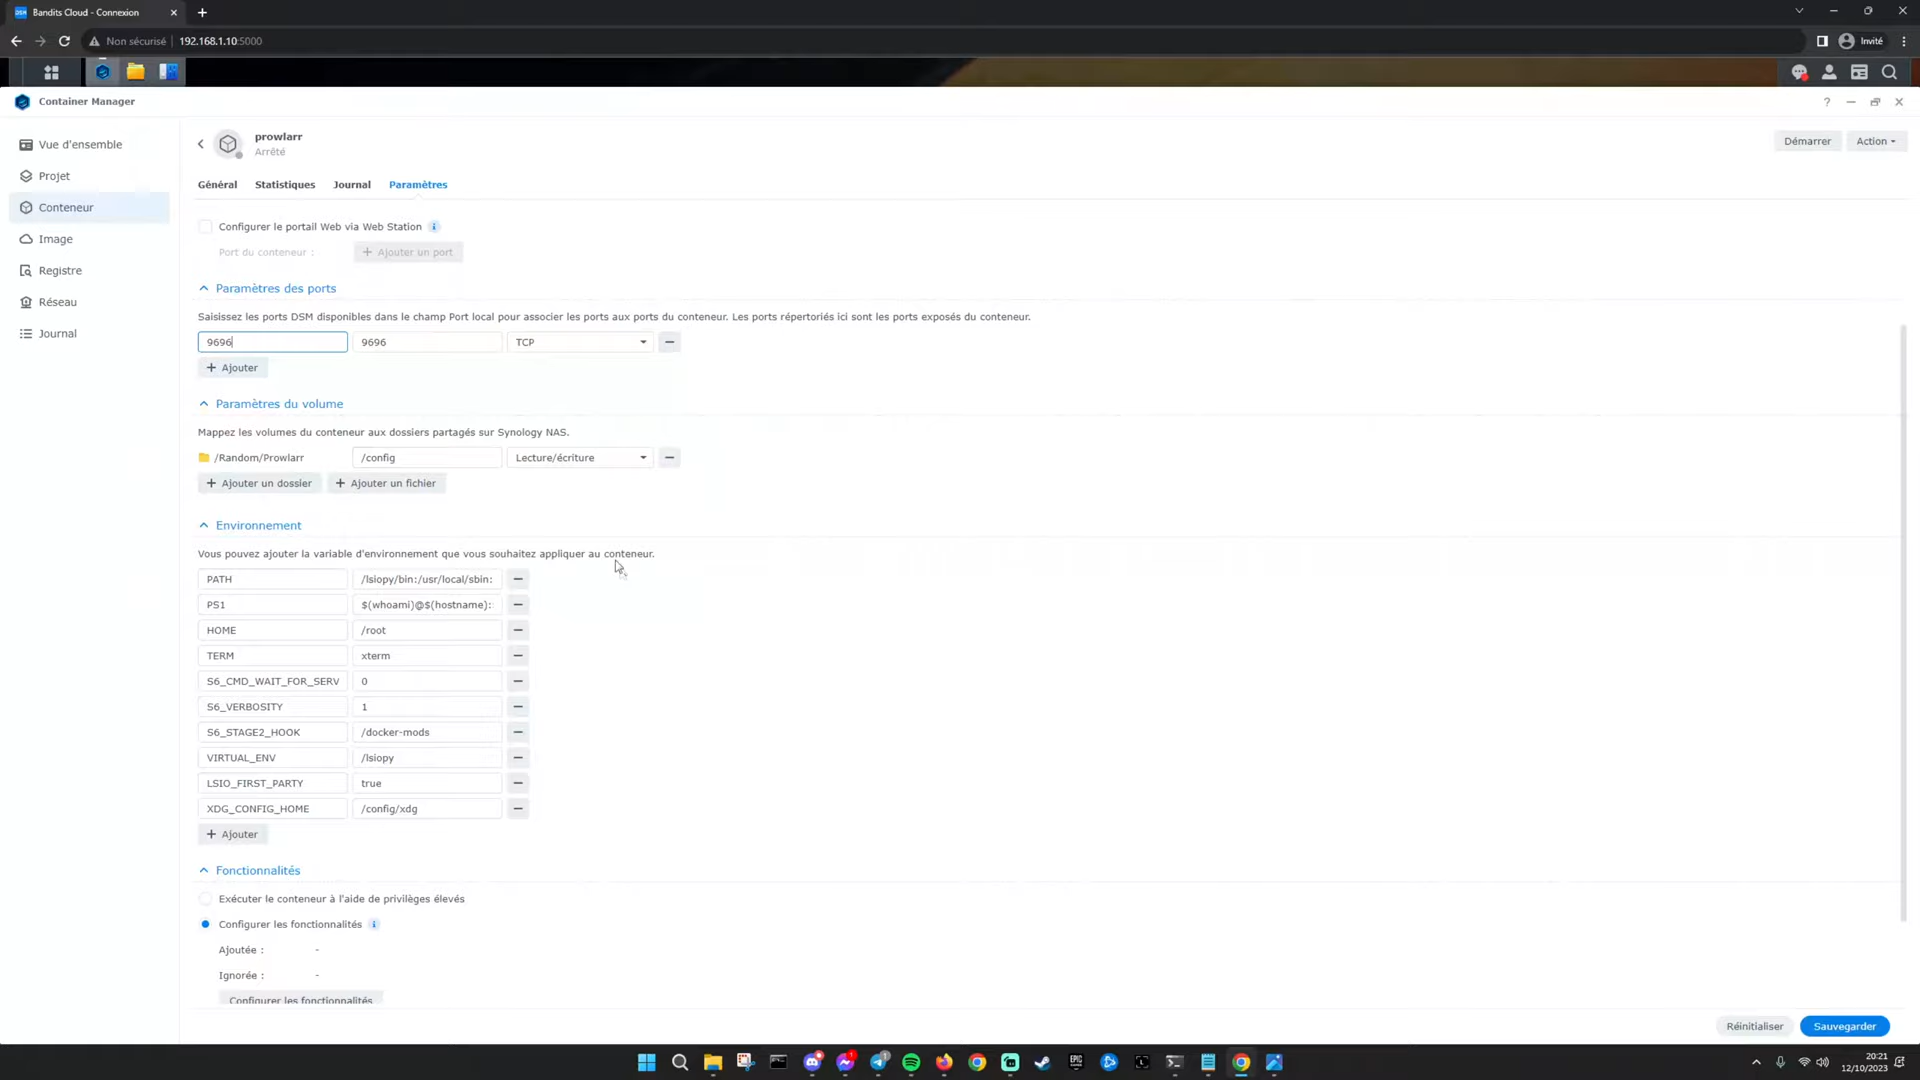 Bandits Cloud - Connexion
Non sécurisé
192.168.1.10:5000
Invité
Container Manager
Vue d'ensemble
Projet
Conteneur
Image
Registre
Réseau
Journal
prowlarr
Arrêté
Démarrer
Action
Général
Statistiques
Journal
Paramètres
Configurer le portail Web via Web Station
Port du conteneur :
+ Ajouter un port
Paramètres des ports
Saisissez les ports DSM disponibles dans le champ Port local pour associer les ports aux ports du conteneur. Les ports répertoriés ici sont les ports exposés du conteneur.
9696
9696
TCP
+ Ajouter
Paramètres du volume
Mappez les volumes du conteneur aux dossiers partagés sur Synology NAS.
/Random/Prowlarr
/config
Lecture/écriture
+ Ajouter un dossier
+ Ajouter un fichier
Environnement
Vous pouvez ajouter la variable d'environnement que vous souhaitez appliquer au conteneur.
PATH
/lsiopy/bin:/usr/local/sbin:
PS1
$(whoami)@$(hostname):
HOME
/root
TERM
xterm
S6_CMD_WAIT_FOR_SERV
0
S6_VERBOSITY
1
S6_STAGE2_HOOK
/docker-mods
VIRTUAL_ENV
/lsiopy
LSIO_FIRST_PARTY
true
XDG_CONFIG_HOME
/config/xdg
+ Ajouter
Fonctionnalités
Exécuter le conteneur à l'aide de privilèges élevés
Configurer les fonctionnalités
Ajoutée :
-
Ignorée :
-
Configurer les fonctionnalités
Réinitialiser
Sauvegarder
20:21
12/10/2023